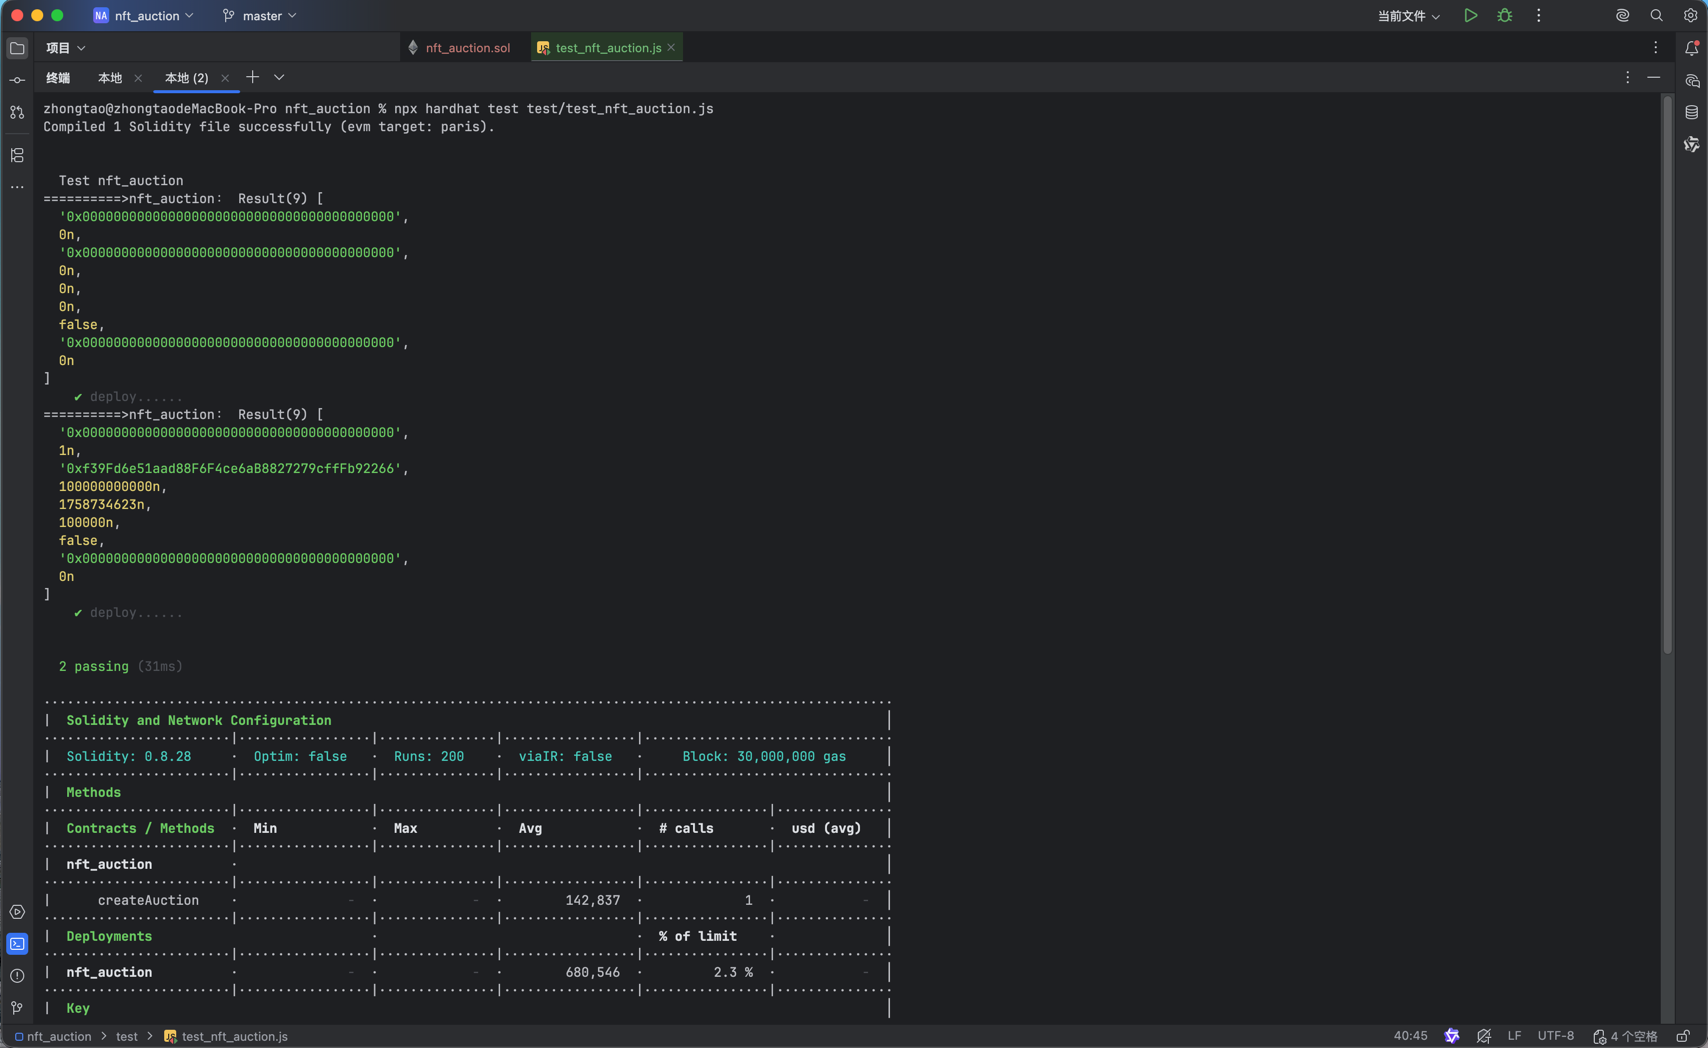 NA nft_auction master 当前文件
项目 nft_auction.sol test_nft_auction.js
终端 本地 本地 (2)
zhongtao@zhongtaodeMacBook-Pro nft_auction % npx hardhat test test/test_nft_auction.js
Compiled 1 Solidity file successfully (evm target: paris).
Test nft_auction
==========>nft_auction： Result(9) [
'0x0000000000000000000000000000000000000000',
0n,
'0x0000000000000000000000000000000000000000',
0n,
0n,
0n,
false,
'0x0000000000000000000000000000000000000000',
0n
]
✔ deploy......
==========>nft_auction： Result(9) [
'0x0000000000000000000000000000000000000000',
1n,
'0xf39Fd6e51aad88F6F4ce6aB8827279cffFb92266',
100000000000n,
1758734623n,
100000n,
false,
'0x0000000000000000000000000000000000000000',
0n
]
✔ deploy......
2 passing (31ms)
| Solidity and Network Configuration |
| Solidity: 0.8.28 · Optim: false · Runs: 200 · viaIR: false · Block: 30,000,000 gas |
| Methods |
| Contracts / Methods · Min · Max · Avg · # calls · usd (avg) |
| nft_auction · |
| createAuction · - · - · 142,837 · 1 · - |
| Deployments · · % of limit · |
| nft_auction · - · - · 680,546 · 2.3 % · - |
| Key |
nft_auction > test > test_nft_auction.js 40:45 LF UTF-8 4 个空格